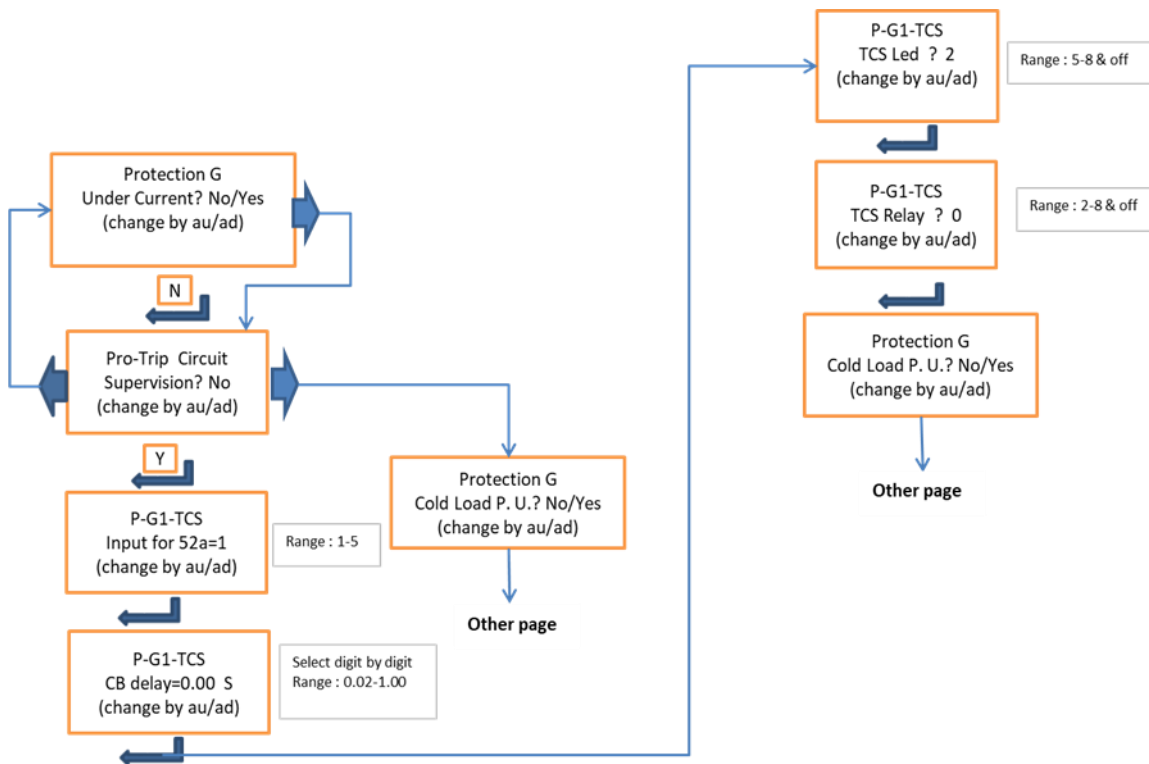 Protection G
Under Current? No/Yes
(change by au/ad)
N
Pro-Trip Circuit
Supervision? No
(change by au/ad)
Y
P-G1-TCS
Input for 52a=1
(change by au/ad)
Range : 1-5
P-G1-TCS
CB delay=0.00 S
(change by au/ad)
Select digit by digit
Range : 0.02-1.00
Protection G
Cold Load P. U.? No/Yes
(change by au/ad)
Other page
P-G1-TCS
TCS Led ? 2
(change by au/ad)
Range : 5-8 & off
P-G1-TCS
TCS Relay ? 0
(change by au/ad)
Range : 2-8 & off
Protection G
Cold Load P. U.? No/Yes
(change by au/ad)
Other page